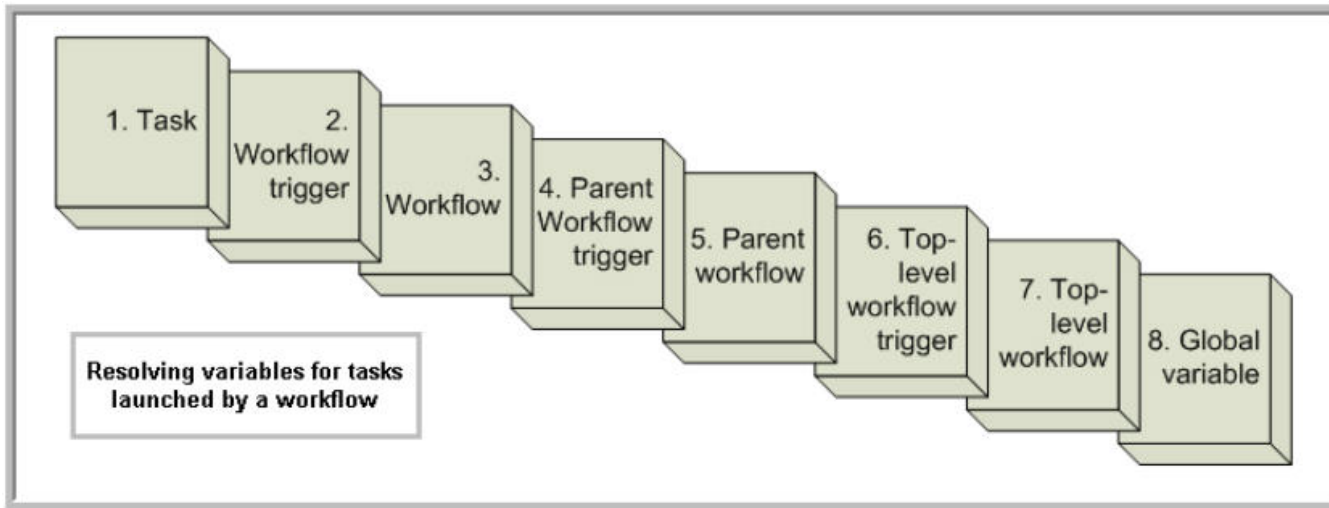 1. Task
2.
Workflow
trigger
3.
Workflow
4. Parent
Workflow
trigger
5. Parent
workflow
6. Top-
level
workflow
trigger
7. Top-
level
workflow
8. Global
variable
Resolving variables for tasks
launched by a workflow